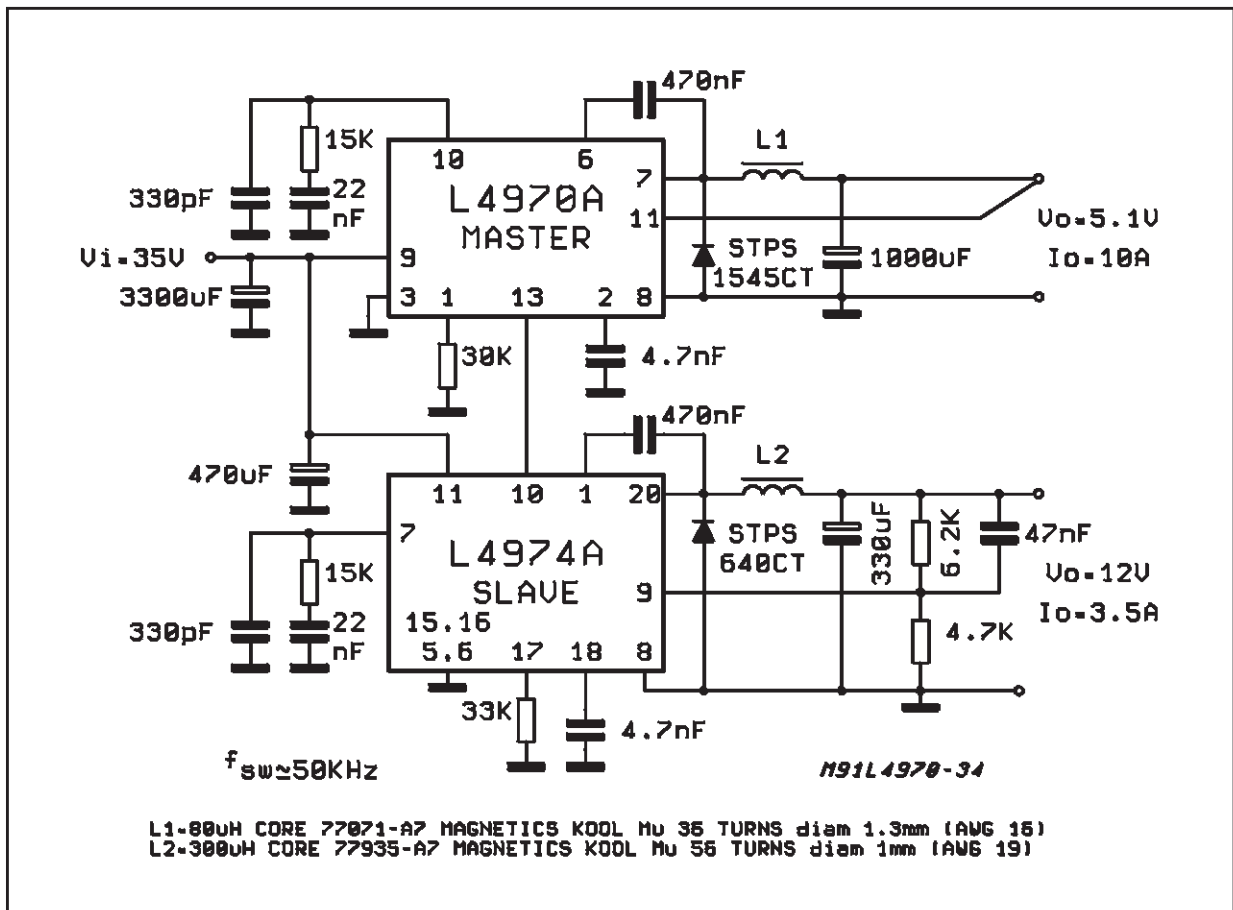 470nF
15K
330pF
22
nF
10
6
L4970A
MASTER
7
11
L1
Vo=5.1V
Io=10A
Vi=35V
9
STPS
1545CT
1000uF
3300uF
3
1
13
2
8
30K
4.7nF
470nF
470uF
L2
11
10
1
20
7
L4974A
SLAVE
STPS
640CT
330uF
6.2K
47nF
15K
9
Vo=12V
Io=3.5A
330pF
22
nF
15.16
5.6
17
18
8
4.7K
33K
4.7nF
fsw≃50KHz
M91L4970-34
L1=80uH CORE 77071-A7 MAGNETICS KOOL Mu 36 TURNS diam 1.3mm (AWG 16)
L2=300uH CORE 77935-A7 MAGNETICS KOOL Mu 56 TURNS diam 1mm (AWG 19)